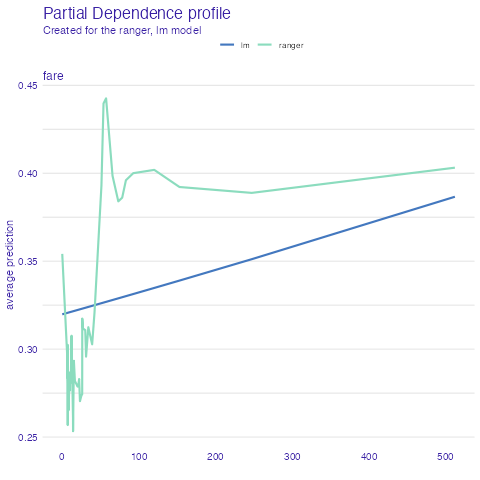 Partial Dependence profile
Created for the ranger, lm model
lm ranger
fare
0.45
0.40
0.35
0.30
0.25
average prediction
0 100 200 300 400 500